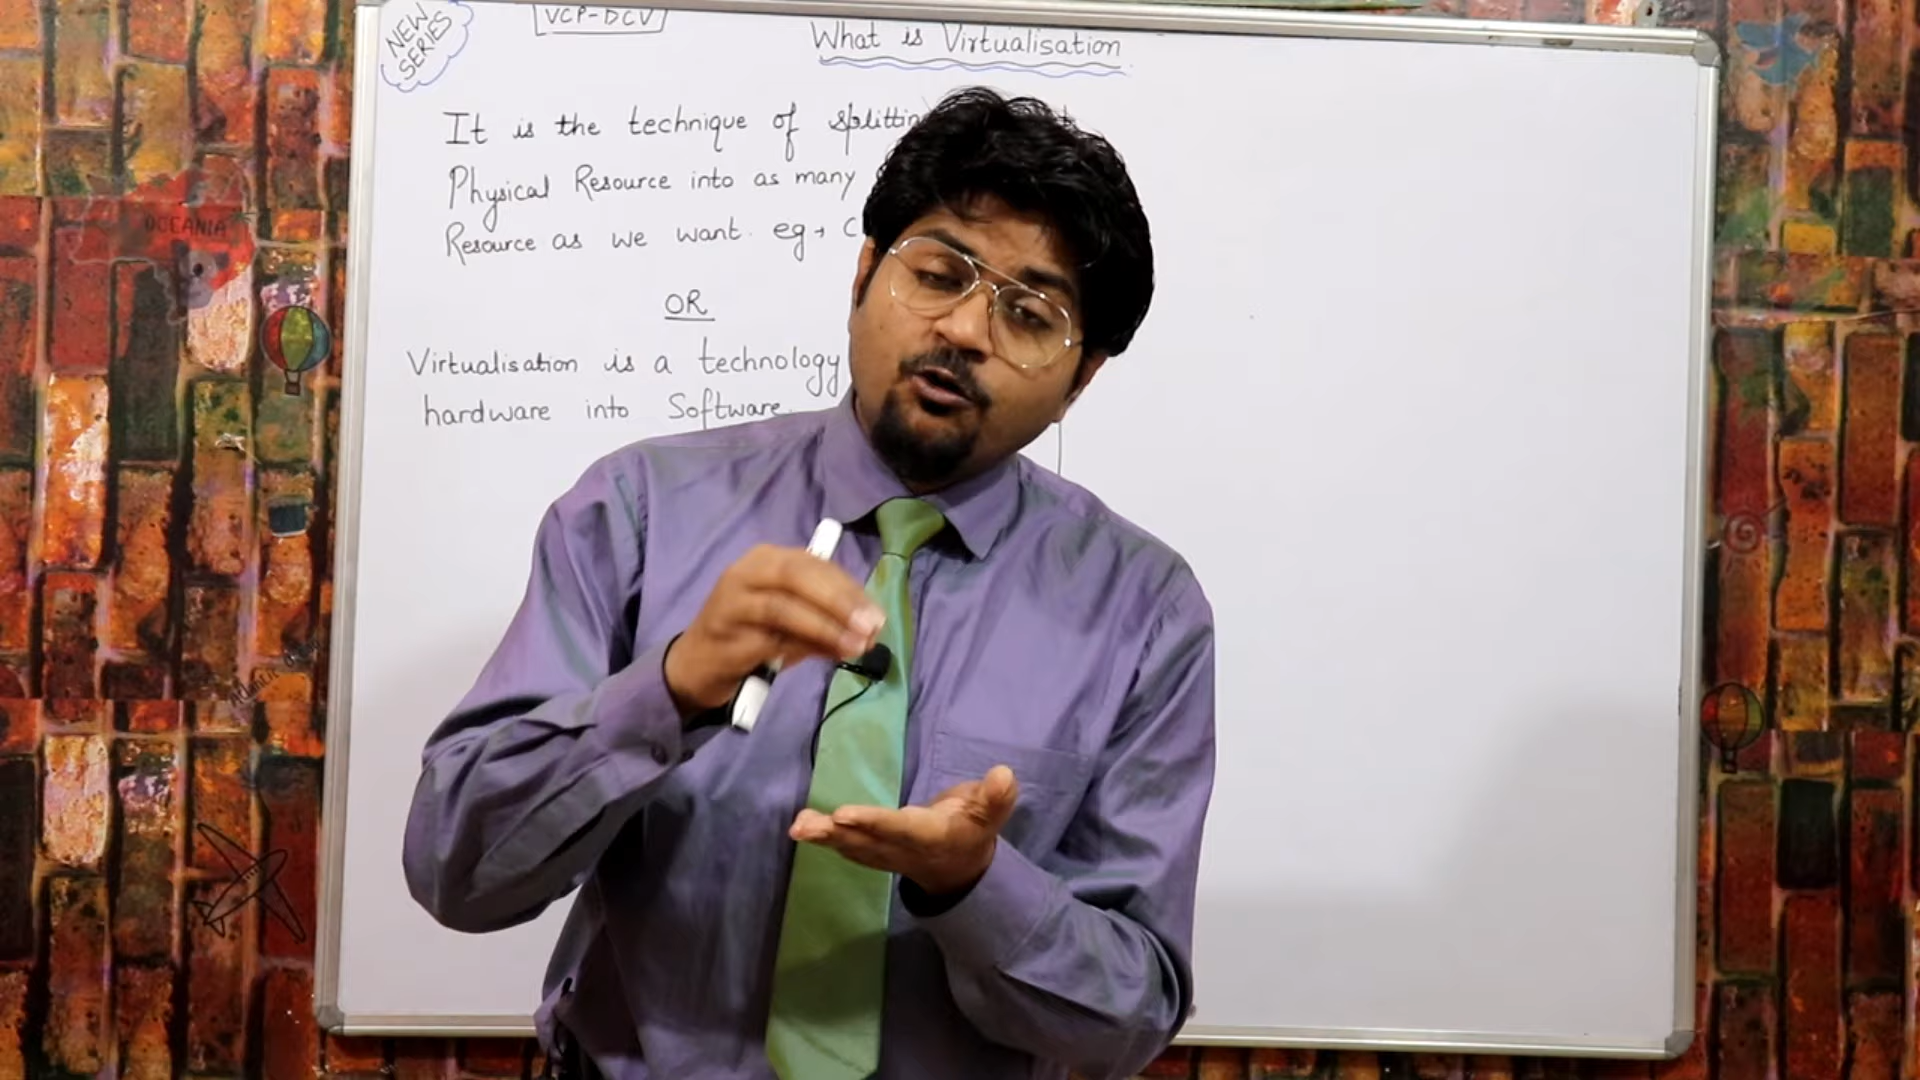 NEW
SERIES
VCP-DCV
What is Virtualisation
It is the technique of
Physical Resource into as many
Resource as we want. eg →
OR
Virtualisation is a technology
hardware into Software.
OCEANIA